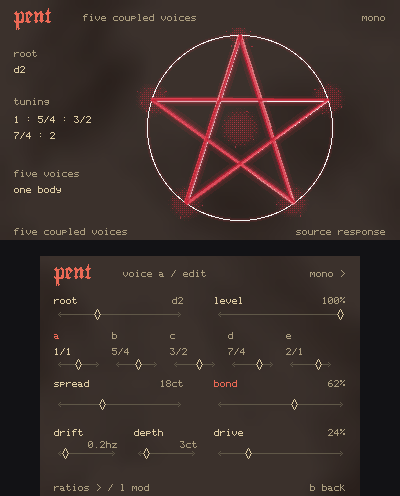 pent five coupled voices mono
root
d2
tuning
1 : 5/4 : 3/2
7/4 : 2
five voices
one body
five coupled voices source response
pent voice a / edit mono >
root d2 level 100%
a b c d e
1/1 5/4 3/2 7/4 2/1
spread 18ct bond 62%
drift depth drive 24%
0.2hz 3ct
ratios > / l mod b back